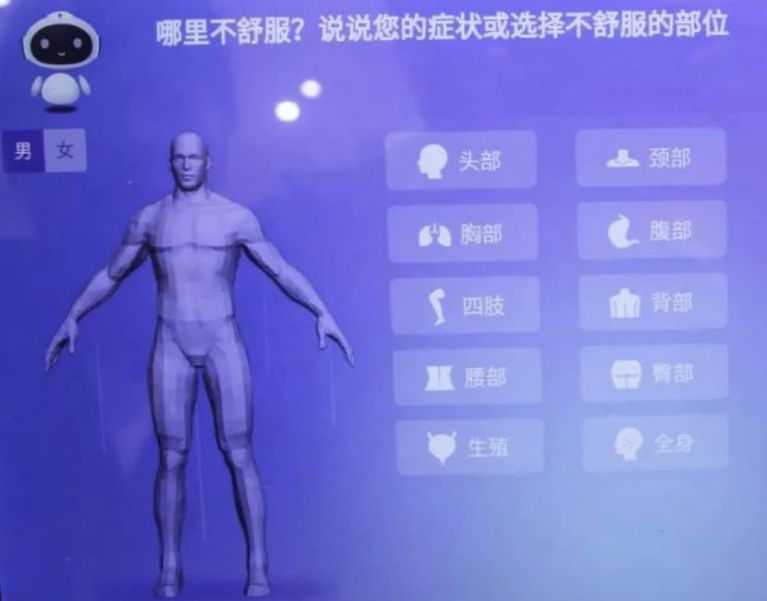 哪里不舒服？说说您的症状或选择不舒服的部位
男 女
头部 颈部
胸部 腹部
四肢 背部
腰部 臀部
生殖 全身